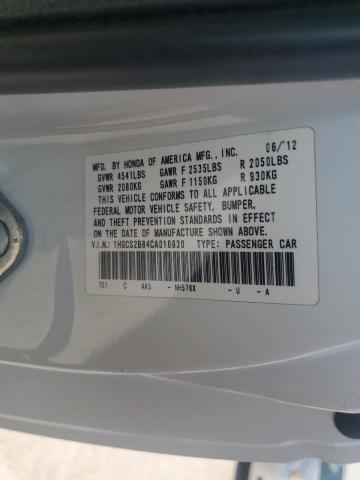 MFD. BY HONDA OF AMERICA MFG., INC. 06/'12
GVWR 4541LBS GAWR F 2535LBS R 2050LBS
GVWR 2060KG GAWR F 1150KG R 930KG
THIS VEHICLE CONFORMS TO ALL APPLICABLE
FEDERAL MOTOR VEHICLE SAFETY, BUMPER,
AND THEFT PREVENTION STANDARDS IN EFFECT
ON THE DATE OF MANUFACTURE SHOWN ABOVE.
V.I.N.: 1HGCS2B84CA010830 TYPE: PASSENGER CAR
TE1 C AA5 -NH578X -U -A